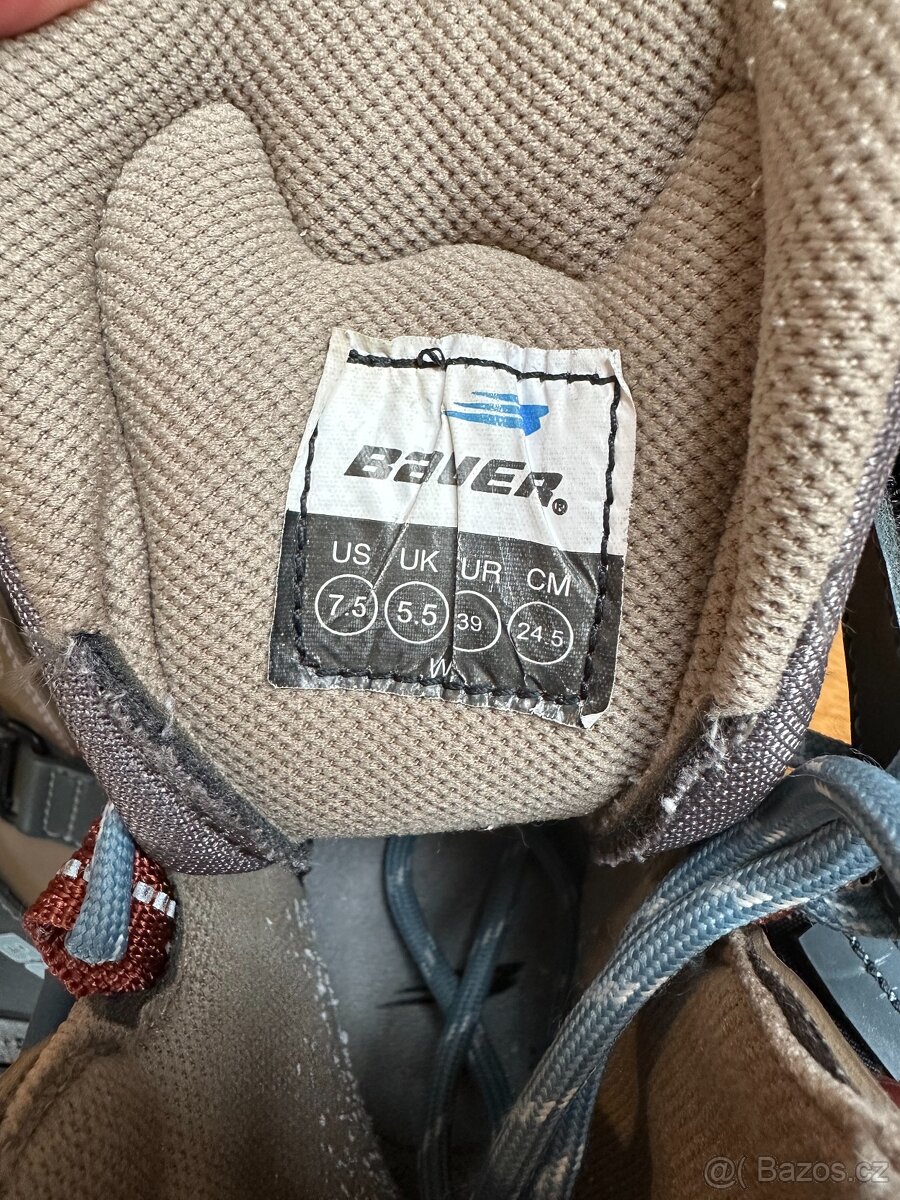 BAUER®
US UK UR CM
7.5 5.5 39 24.5
W
@( Bazos.cz